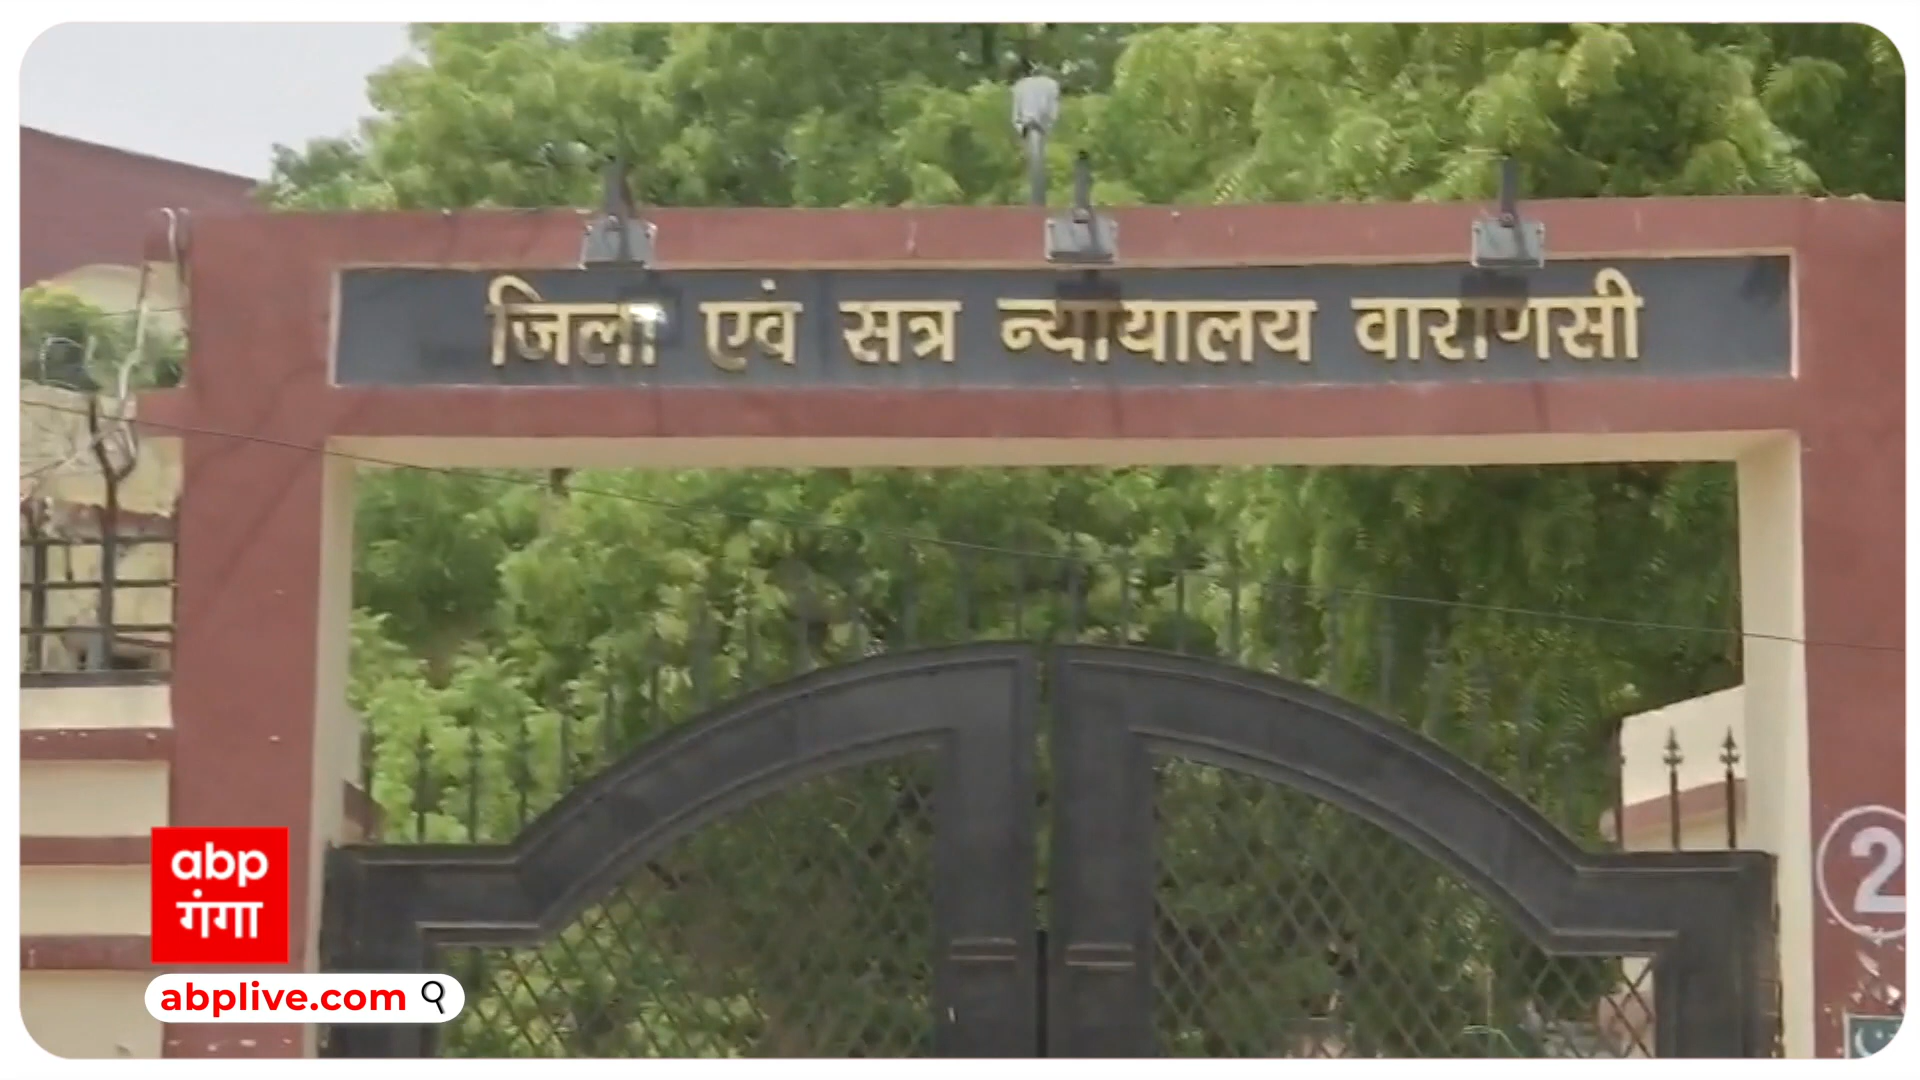 जिला एवं सत्र न्यायालय वाराणसी
2
abp
गंगा
abplive.com